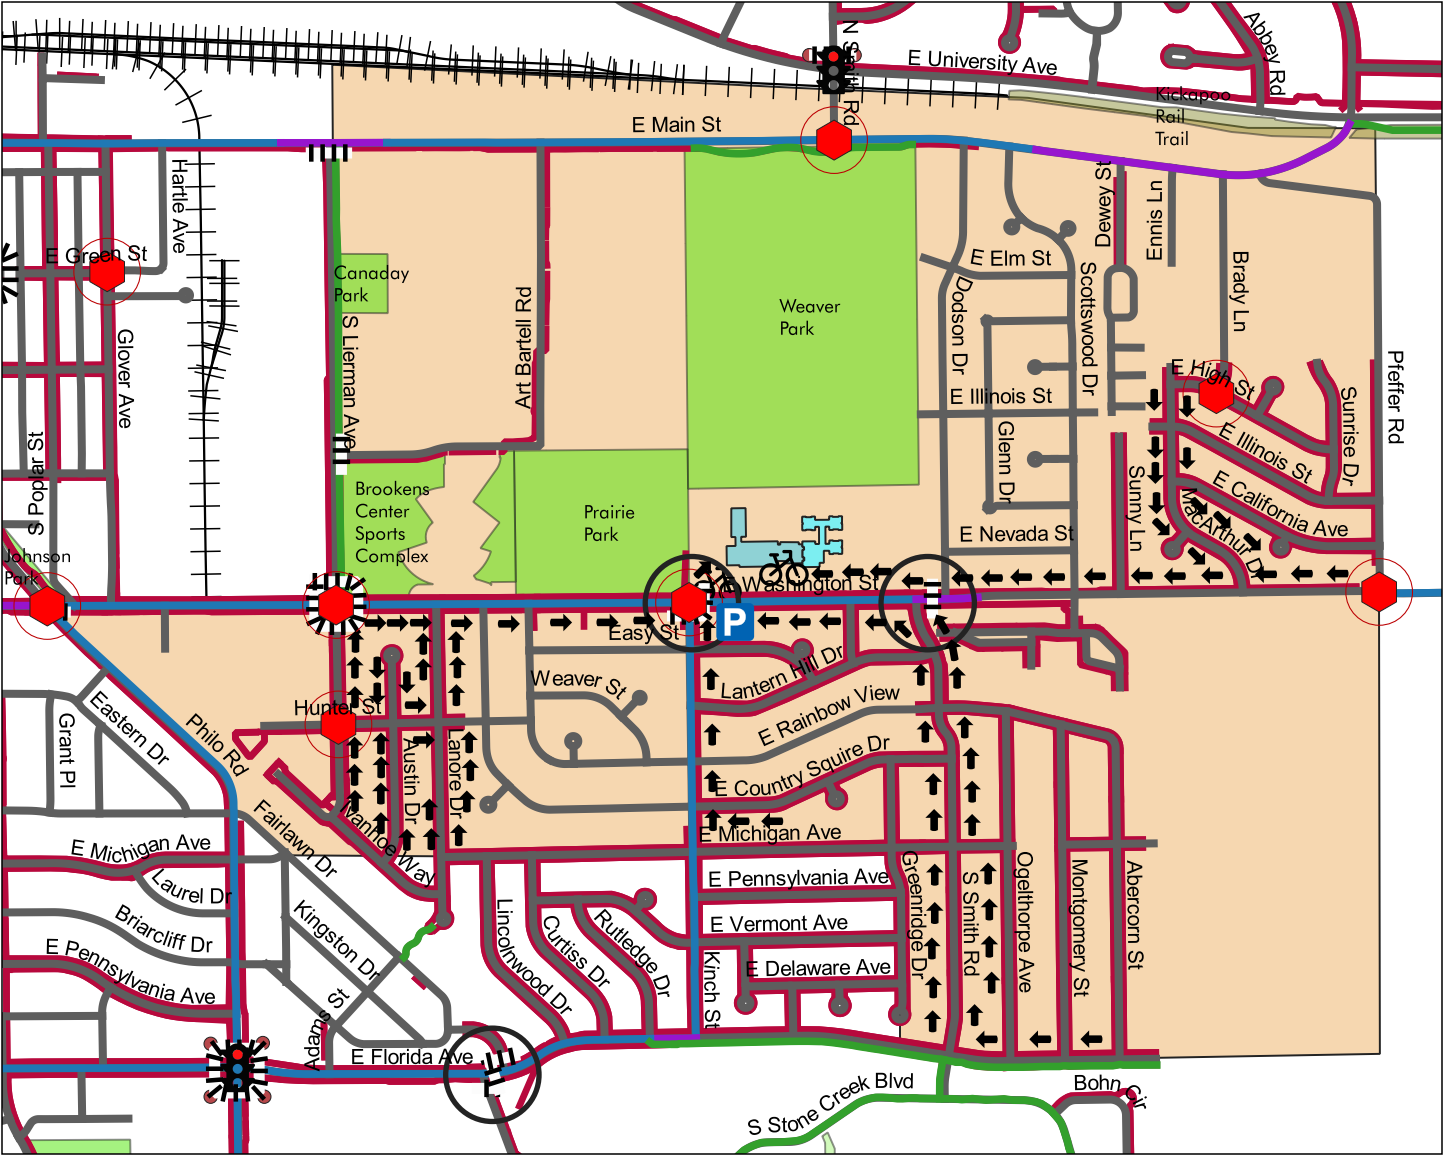 N Smith Rd
Abbey Rd
E University Ave
Kickapoo
Rail
Trail
E Main St
Hartle Ave
E Green St
Canaday
Park
S Lierman Ave
Art Bartell Rd
Weaver
Park
Dewey St
Ennis Ln
E Elm St
Brady Ln
Scottswood Dr
Dodson Dr
Glover Ave
E High St
Pfeffer Rd
Sunrise Dr
E Illinois St
E Illinois St
Glenn Dr
S Poplar St
Sunny Ln
E California Ave
MacArthur Dr
Brookens
Center
Sports
Complex
Prairie
Park
E Nevada St
Johnson
Park
E Washington St
P
Easy St
Lantern Hill Dr
Weaver St
Hunter St
E Rainbow View
Eastern Dr
Grant Pl
Philo Rd
Austin Dr
Lanore Dr
E Country Squire Dr
Ivanhoe Way
Fairlawn Dr
E Michigan Ave
E Michigan Ave
Laurel Dr
E Pennsylvania Ave
Greenridge Dr
S Smith Rd
Ogelthorpe Ave
Montgomery St
Abercorn St
Briarcliff Dr
Kingston Dr
Lincolnwood Dr
Curtiss Dr
Rutledge Dr
E Vermont Ave
E Pennsylvania Ave
Kinch St
E Delaware Ave
Adams St
E Florida Ave
S Stone Creek Blvd
Bohn Cir